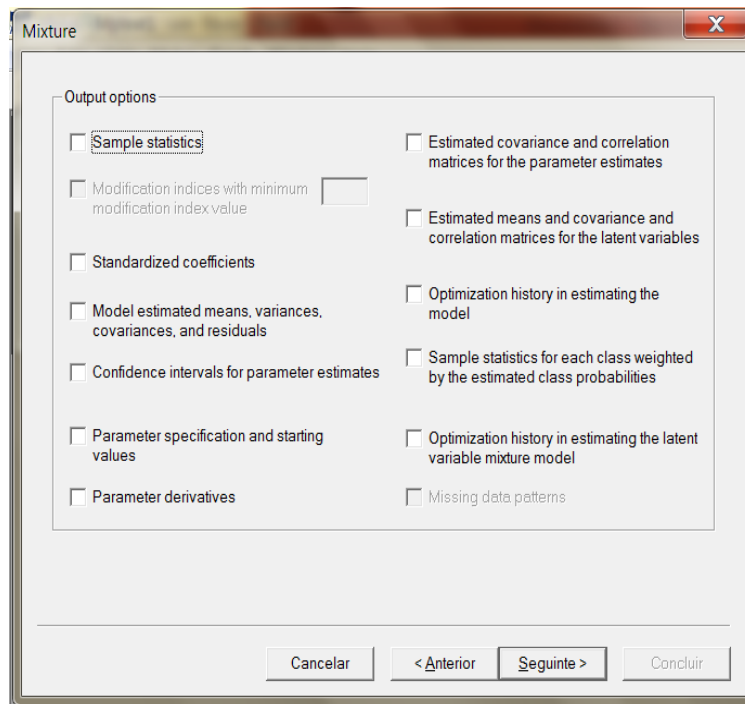 Mixture
Output options
Sample statistics
Modification indices with minimum
modification index value
Standardized coefficients
Model estimated means, variances,
covariances, and residuals
Confidence intervals for parameter estimates
Parameter specification and starting
values
Parameter derivatives
Estimated covariance and correlation
matrices for the parameter estimates
Estimated means and covariance and
correlation matrices for the latent variables
Optimization history in estimating the
model
Sample statistics for each class weighted
by the estimated class probabilities
Optimization history in estimating the latent
variable mixture model
Missing data patterns
Cancelar
< Anterior
Seguinte >
Concluir